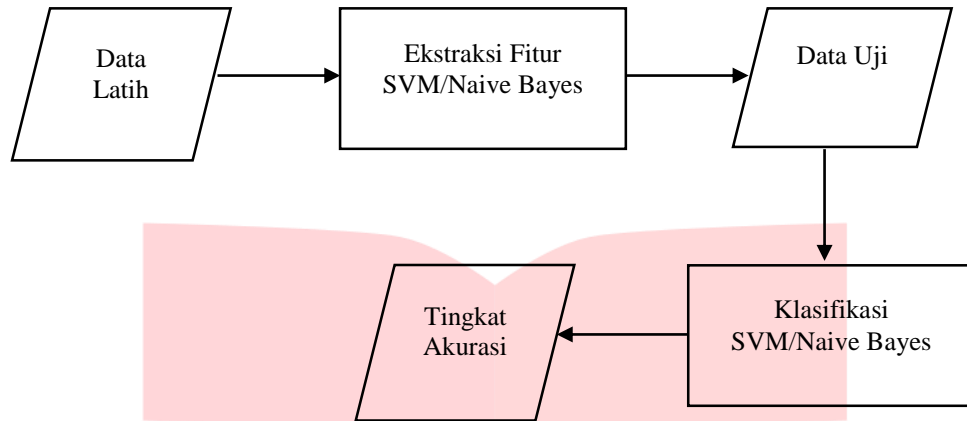 Data
Latih
Ekstraksi Fitur
SVM/Naive Bayes
Data Uji
Klasifikasi
SVM/Naive Bayes
Tingkat
Akurasi